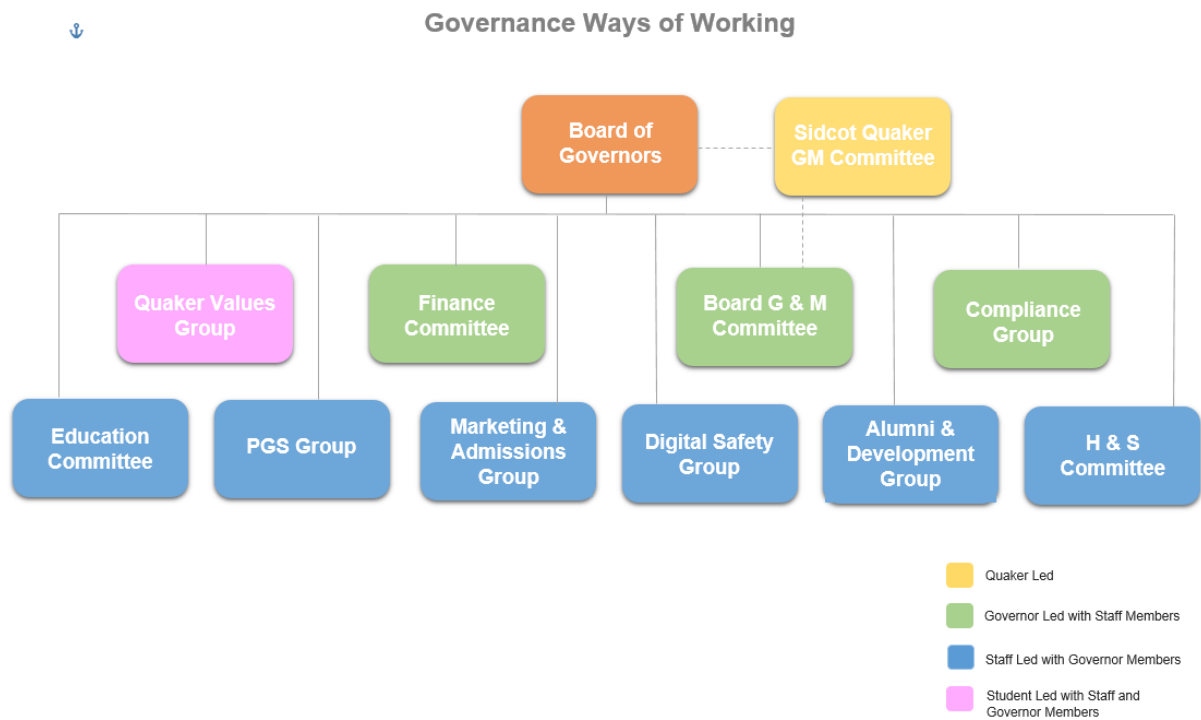 Governance Ways of Working
Board of
Governors
Sidcot Quaker
GM Committee
Quaker Values
Group
Finance
Committee
Board G & M
Committee
Compliance
Group
Education
Committee
PGS Group
Marketing &
Admissions
Group
Digital Safety
Group
Alumni &
Development
Group
H & S
Committee
Quaker Led
Governor Led with Staff Members
Staff Led with Governor Members
Student Led with Staff and
Governor Members